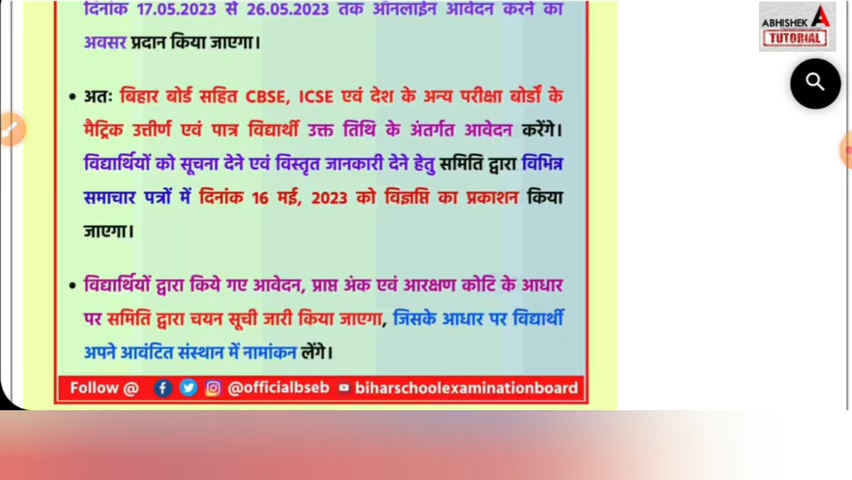 दिनांक 17.05.2023 से 26.05.2023 तक ऑनलाईन आवेदन करने का
अवसर प्रदान किया जाएगा।
ABHISHEK A
TUTORIAL
• अतः बिहार बोर्ड सहित CBSE, ICSE एवं देश के अन्य परीक्षा बोर्डों के
मैट्रिक उत्तीर्ण एवं पात्र विद्यार्थी उक्त तिथि के अंतर्गत आवेदन करेंगे।
विद्यार्थियों को सूचना देने एवं विस्तृत जानकारी देने हेतु समिति द्वारा विभिन्न
समाचार पत्रों में दिनांक 16 मई, 2023 को विज्ञप्ति का प्रकाशन किया
जाएगा।
• विद्यार्थियों द्वारा किये गए आवेदन, प्राप्त अंक एवं आरक्षण कोटि के आधार
पर समिति द्वारा चयन सूची जारी किया जाएगा, जिसके आधार पर विद्यार्थी
अपने आवंटित संस्थान में नामांकन लेंगे।
Follow @ @officialbseb biharschoolexaminationboard